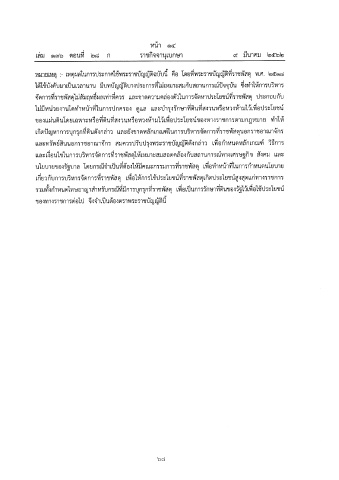 หน้า ๑๔
เล่ม ๑๓๖ ตอนที่ ๒๘ ก ราชกิจจานุเบกษา ๙ มีนาคม ๒๕๖๒
หมายเหตุ :- เหตุผลในการประกาศใช้พระราชบัญญัติฉบับนี้ คือ โดยที่พระราชบัญญัติที่ราชพัสดุ พ.ศ. ๒๕๑๘
ได้ใช้บังคับมาเป็นเวลานาน มีบทบัญญัติบางประการที่ไม่เหมาะสมกับสถานการณ์ปัจจุบัน ซึ่งทำให้การบริหาร
จัดการที่ราชพัสดุไม่สัมฤทธิ์ผลเท่าที่ควร และขาดความคล่องตัวในการจัดหาประโยชน์ที่ราชพัสดุ ประกอบกับ
ไม่มีหน่วยงานใดทำหน้าที่ในการปกครอง ดูแล และบำรุงรักษาที่ดินที่สงวนหรือหวงห้ามไว้เพื่อประโยชน์
ของแผ่นดินโดยเฉพาะหรือที่ดินที่สงวนหรือหวงห้ามไว้เพื่อประโยชน์ของทางราชการตามกฎหมาย ทำให้
เกิดปัญหาการบุกรุกที่ดินดังกล่าว และยังขาดหลักเกณฑ์ในการบริหารจัดการที่ราชพัสดุนอกราชอาณาจักร
และทรัพย์สินนอกราชอาณาจักร สมควรปรับปรุงพระราชบัญญัติดังกล่าว เพื่อกำหนดหลักเกณฑ์ วิธีการ
และเงื่อนไขในการบริหารจัดการที่ราชพัสดุให้เหมาะสมสอดคล้องกับสถานการณ์ทางเศรษฐกิจ สังคม และ
นโยบายของรัฐบาล โดยกรณีจำเป็นที่ต้องให้มีคณะกรรมการที่ราชพัสดุ เพื่อทำหน้าที่ในการกำหนดนโยบาย
เกี่ยวกับการบริหารจัดการที่ราชพัสดุ เพื่อให้การใช้ประโยชน์ที่ราชพัสดุเกิดประโยชน์สูงสุดแก่ทางราชการ
รวมทั้งกำหนดโทษอาญาสำหรับกรณีที่มีการบุกรุกที่ราชพัสดุ เพื่อเป็นการรักษาที่ดินของรัฐไว้เพื่อใช้ประโยชน์
ของทางราชการต่อไป จึงจำเป็นต้องตราพระราชบัญญัตินี้
๖๘